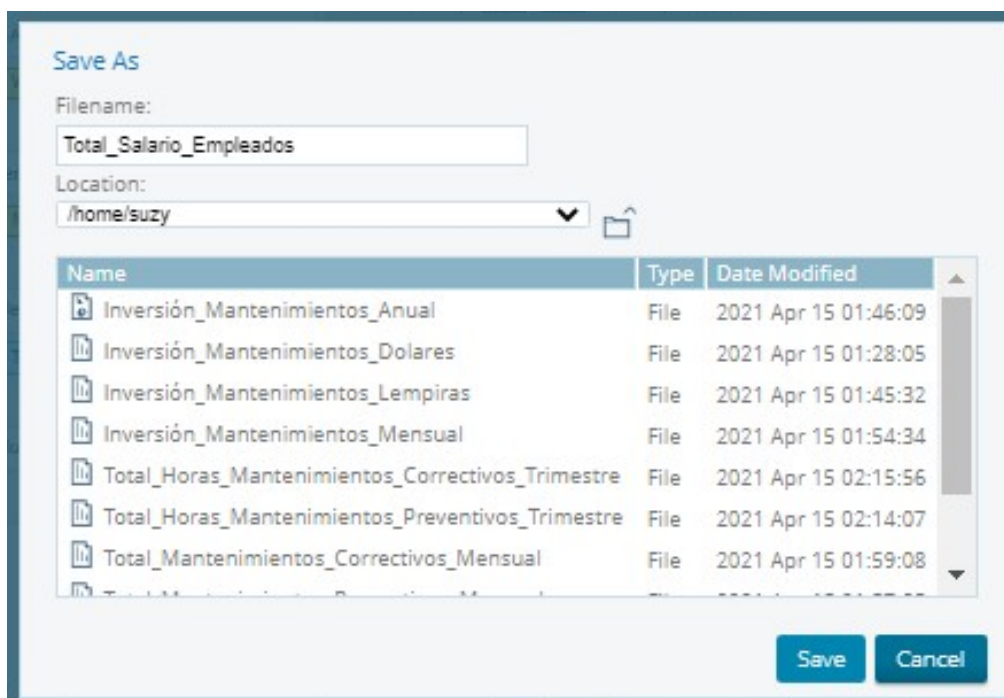 Save As
Filename:
Total_Salario_Empleados
Location:
/home/suzy
Name Type Date Modified
Inversión_Mantenimientos_Anual File 2021 Apr 15 01:46:09
Inversión_Mantenimientos_Dolares File 2021 Apr 15 01:28:05
Inversión_Mantenimientos_Lempiras File 2021 Apr 15 01:45:32
Inversión_Mantenimientos_Mensual File 2021 Apr 15 01:54:34
Total_Horas_Mantenimientos_Correctivos_Trimestre File 2021 Apr 15 02:15:56
Total_Horas_Mantenimientos_Preventivos_Trimestre File 2021 Apr 15 02:14:07
Total_Mantenimientos_Correctivos_Mensual File 2021 Apr 15 01:59:08
Save Cancel